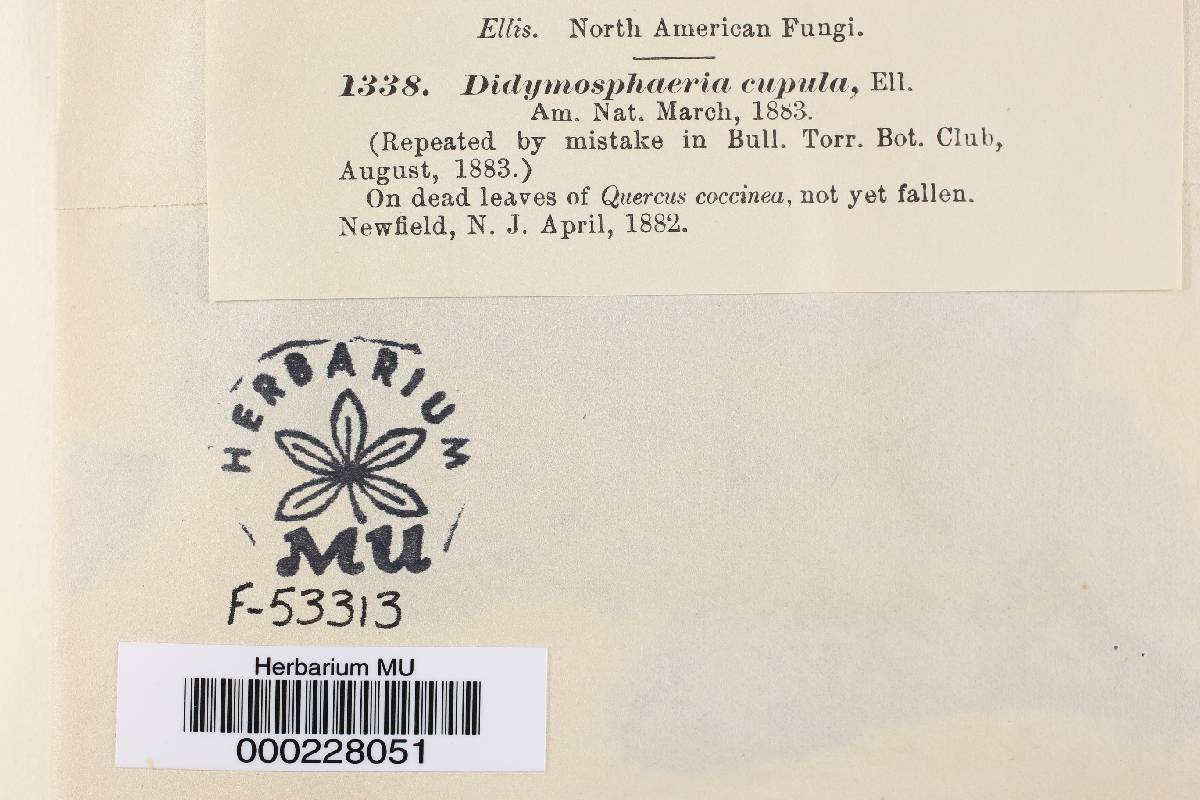 Ellis. North American Fungi.
1338. Didymosphaeria cupula, Ell.
Am. Nat. March, 1883.
(Repeated by mistake in Bull. Torr. Bot. Club,
August, 1883.)
On dead leaves of Quercus coccinea, not yet fallen.
Newfield, N. J. April, 1882.
HERBARIUM
MU
F-53313
Herbarium MU
000228051